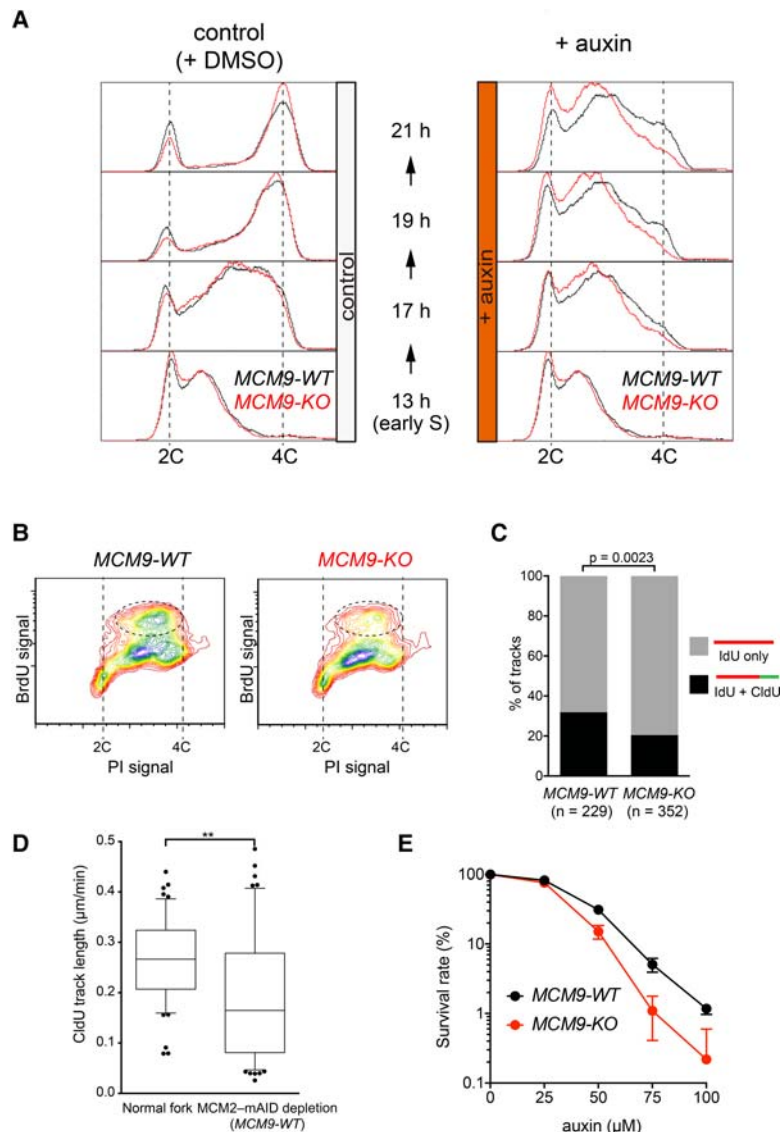 A
control
(+ DMSO)
+ auxin
21 h
19 h
17 h
13 h
(early S)
control
+ auxin
MCM9-WT
MCM9-KO
MCM9-WT
MCM9-KO
2C
4C
2C
4C
B
MCM9-WT
MCM9-KO
BrdU signal
BrdU signal
2C
4C
2C
4C
PI signal
PI signal
C
p = 0.0023
100
80
60
40
20
0
% of tracks
IdU only
IdU + CldU
MCM9-WT
(n = 229)
MCM9-KO
(n = 352)
D
**
0.5
0.4
0.3
0.2
0.1
0.0
CldU track length (μm/min)
Normal fork
MCM2–mAID depletion
(MCM9-WT)
E
100
10
1
0.1
Survival rate (%)
MCM9-WT
MCM9-KO
0
25
50
75
100
auxin (μM)